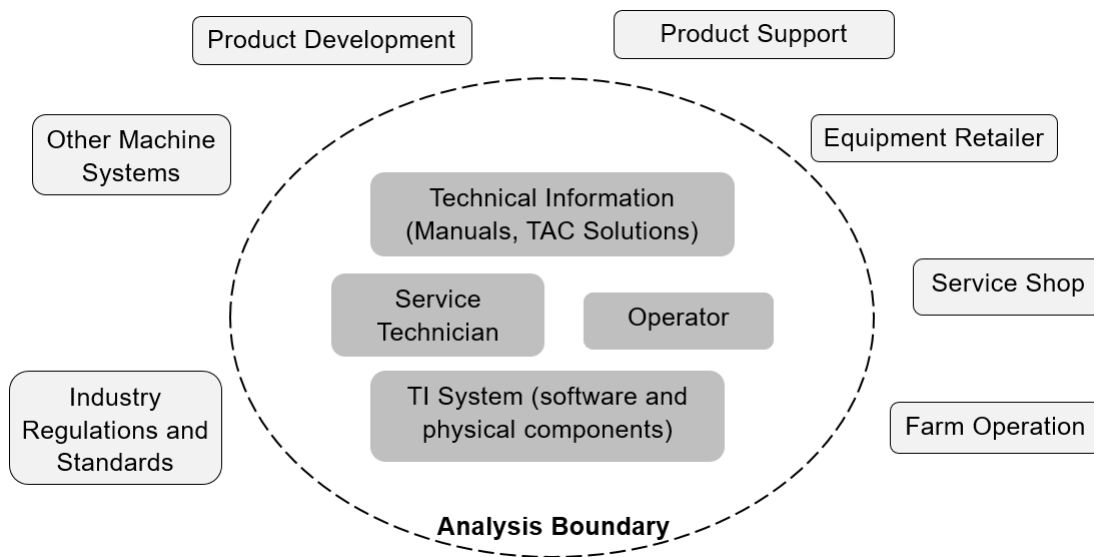 Product Development
Product Support
Other Machine
Systems
Equipment Retailer
Technical Information
(Manuals, TAC Solutions)
Service
Technician
Operator
Service Shop
TI System (software and
physical components)
Industry
Regulations and
Standards
Farm Operation
Analysis Boundary